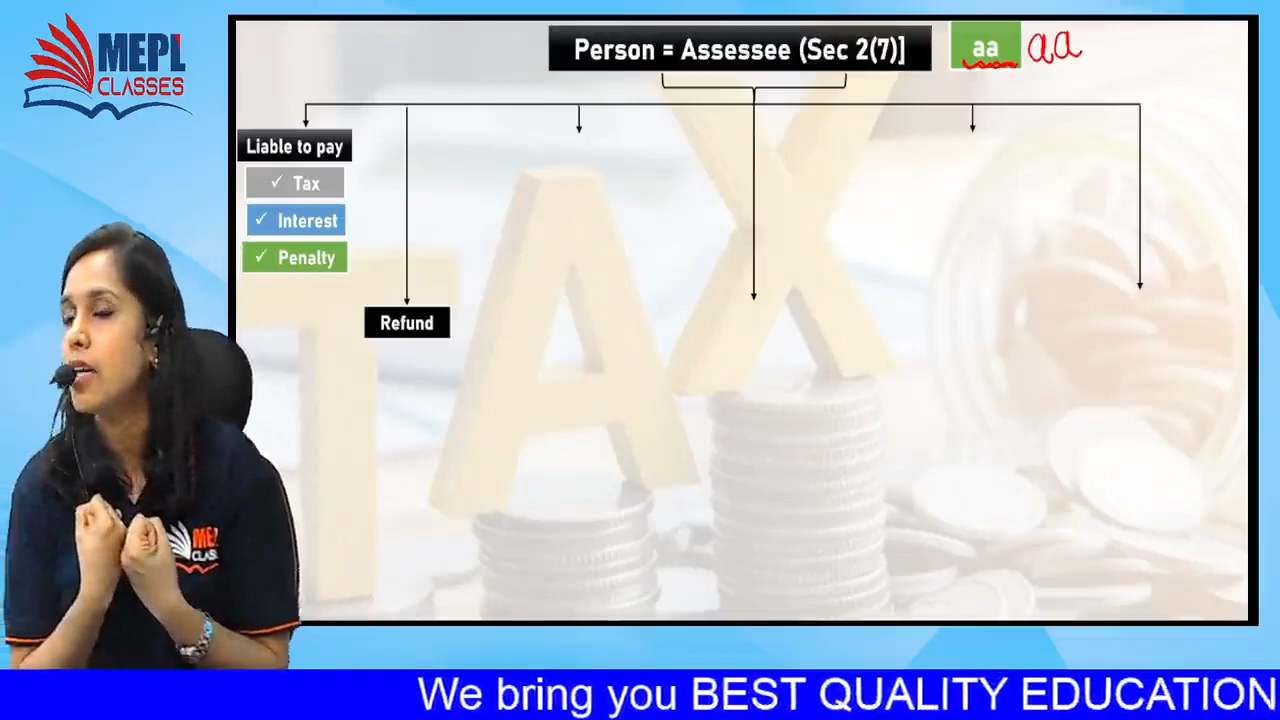 MEPL
CLASSES
Person = Assessee (Sec 2(7)]
aa
aa
Liable to pay
✓ Tax
✓ Interest
✓ Penalty
Refund
We bring you BEST QUALITY EDUCATION